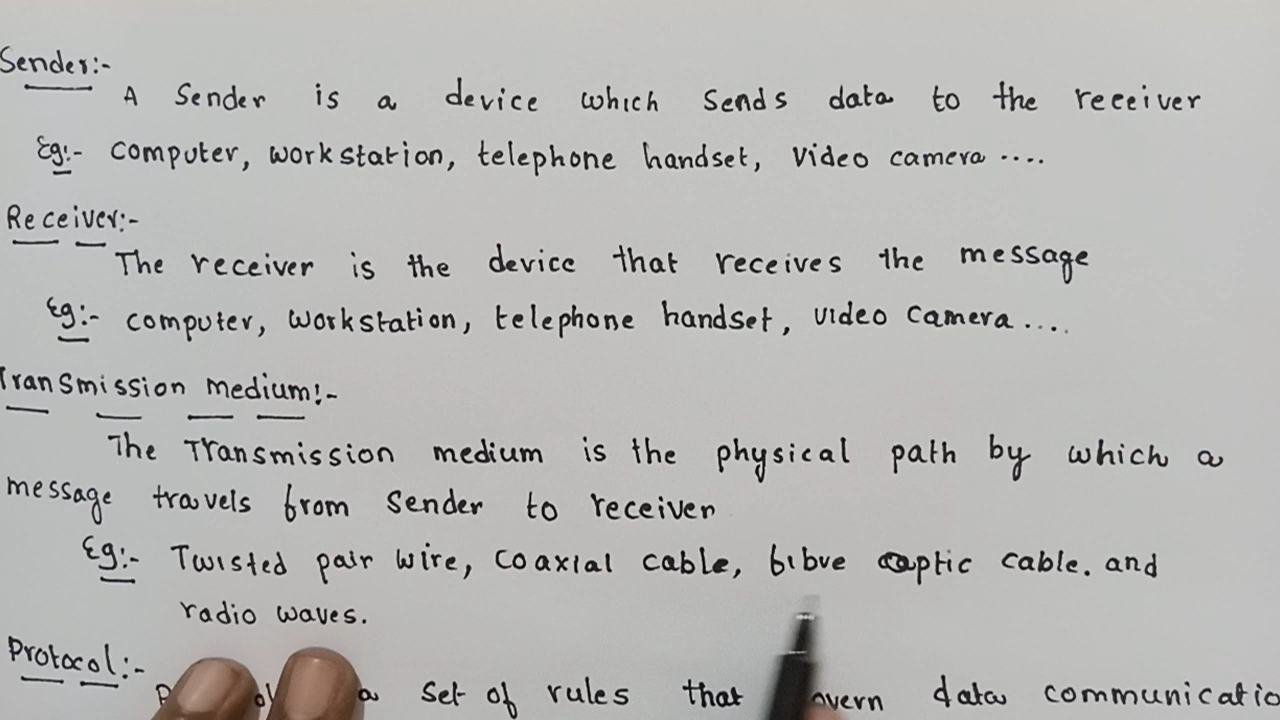 Sender:-
A Sender is a device which Sends data to the receiver
Eg:- computer, workstation, telephone handset, Video camera ....
Receiver:-
The receiver is the device that receives the message
Eg:- computer, workstation, telephone handset, video camera ....
Transmission medium:-
The Transmission medium is the physical path by which a
message travels from Sender to receiver
Eg:- Twisted pair wire, coaxial cable, fibre optic cable. and
radio waves.
Protocol:-
a set of rules that data communicatio